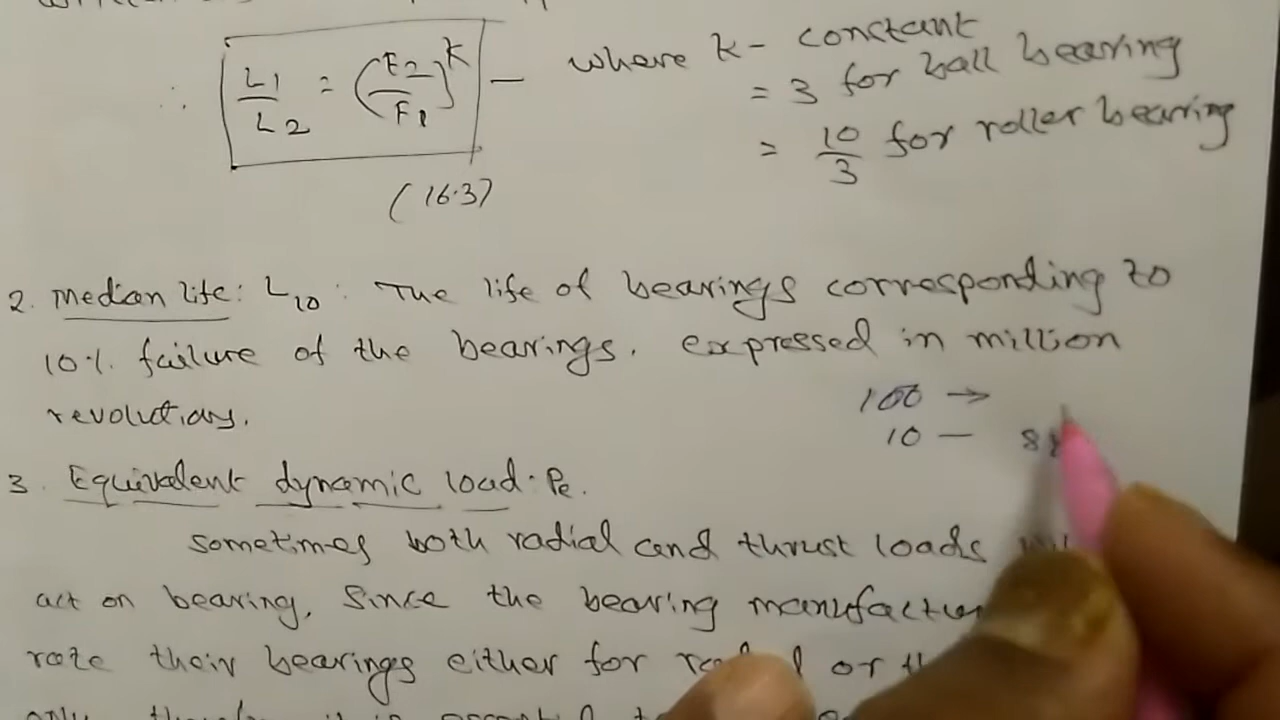 ∴ L1/L2 = (F2/F1)^K — where k - constant
= 3 for ball bearing
= 10/3 for roller bearing
(16.3)
2. Median life: L10: The life of bearings corresponding to
10% failure of the bearings. expressed in million
revolutions.
100 →
10 — 
3. Equivalent dynamic load: Pe.
sometimes both radial and thrust loads
act on bearing. Since the bearing
rate their bearings either for or